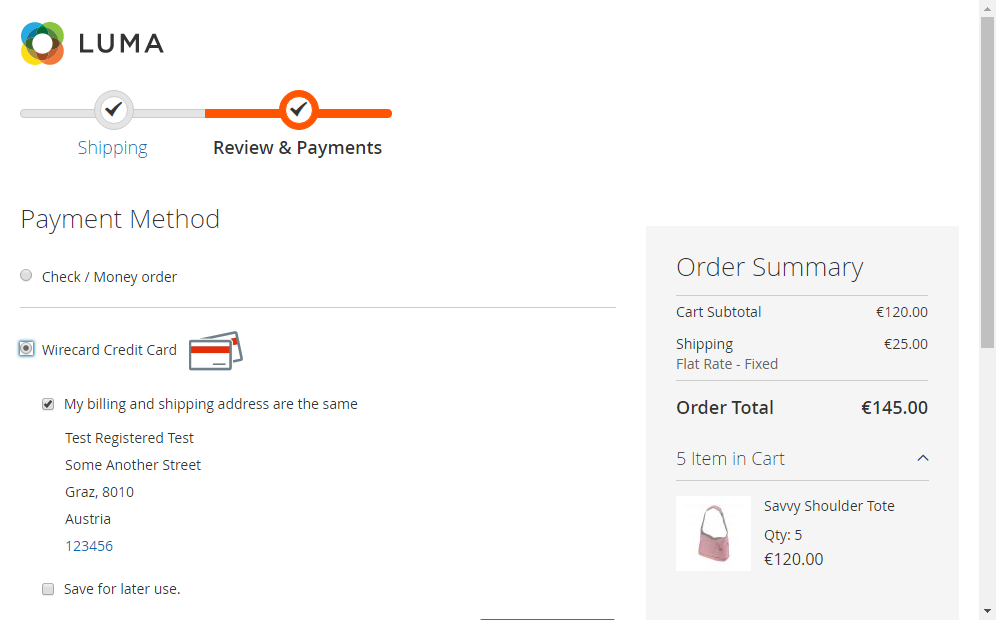 LUMA
Shipping
Review & Payments
Payment Method
Check / Money order
Wirecard Credit Card
My billing and shipping address are the same
Test Registered Test
Some Another Street
Graz, 8010
Austria
123456
Save for later use.
Order Summary
Cart Subtotal €120.00
Shipping €25.00
Flat Rate - Fixed
Order Total €145.00
5 Item in Cart
Savvy Shoulder Tote
Qty: 5
€120.00